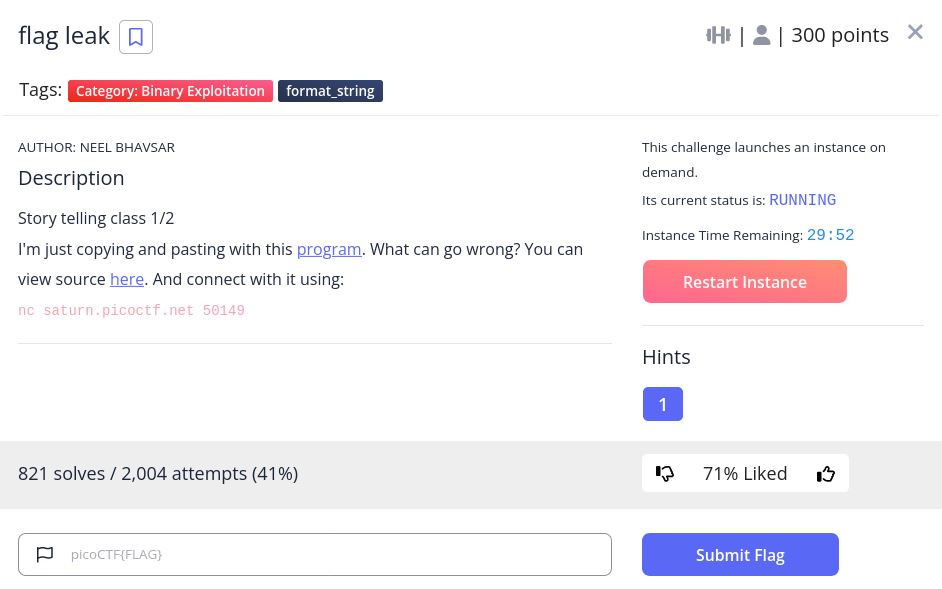 flag leak
| | 300 points
Tags: Category: Binary Exploitation format_string
AUTHOR: NEEL BHAVSAR
Description
Story telling class 1/2
I'm just copying and pasting with this program. What can go wrong? You can
view source here. And connect with it using:
nc saturn.picoctf.net 50149
This challenge launches an instance on
demand.
Its current status is: RUNNING
Instance Time Remaining: 29:52
Restart Instance
Hints
1
821 solves / 2,004 attempts (41%)
71% Liked
picoCTF{FLAG}
Submit Flag